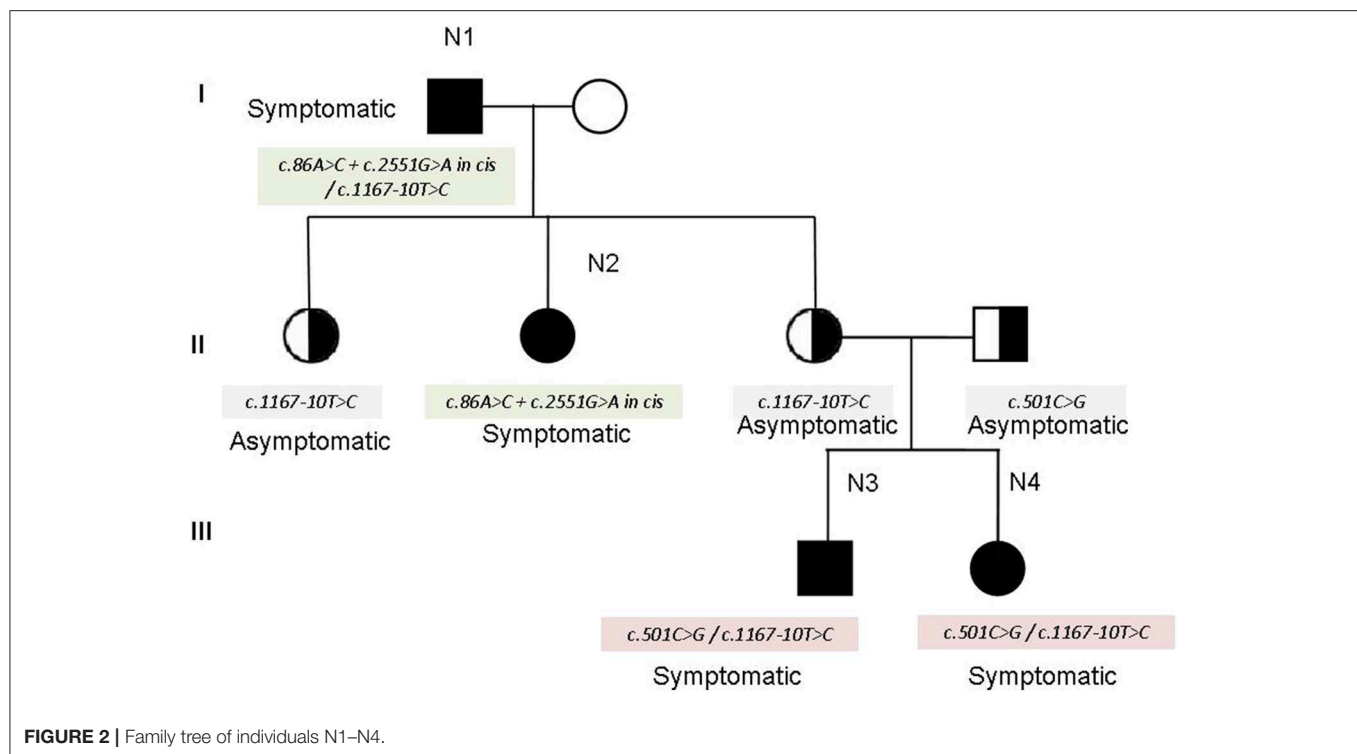 N1
I
Symptomatic
c.86A>C + c.2551G>A in cis
/ c.1167-10T>C
N2
II
c.1167-10T>C
c.86A>C + c.2551G>A in cis
c.1167-10T>C
c.501C>G
Asymptomatic
Symptomatic
Asymptomatic
Asymptomatic
N3
N4
III
c.501C>G / c.1167-10T>C
c.501C>G / c.1167-10T>C
Symptomatic
Symptomatic
FIGURE 2 | Family tree of individuals N1–N4.